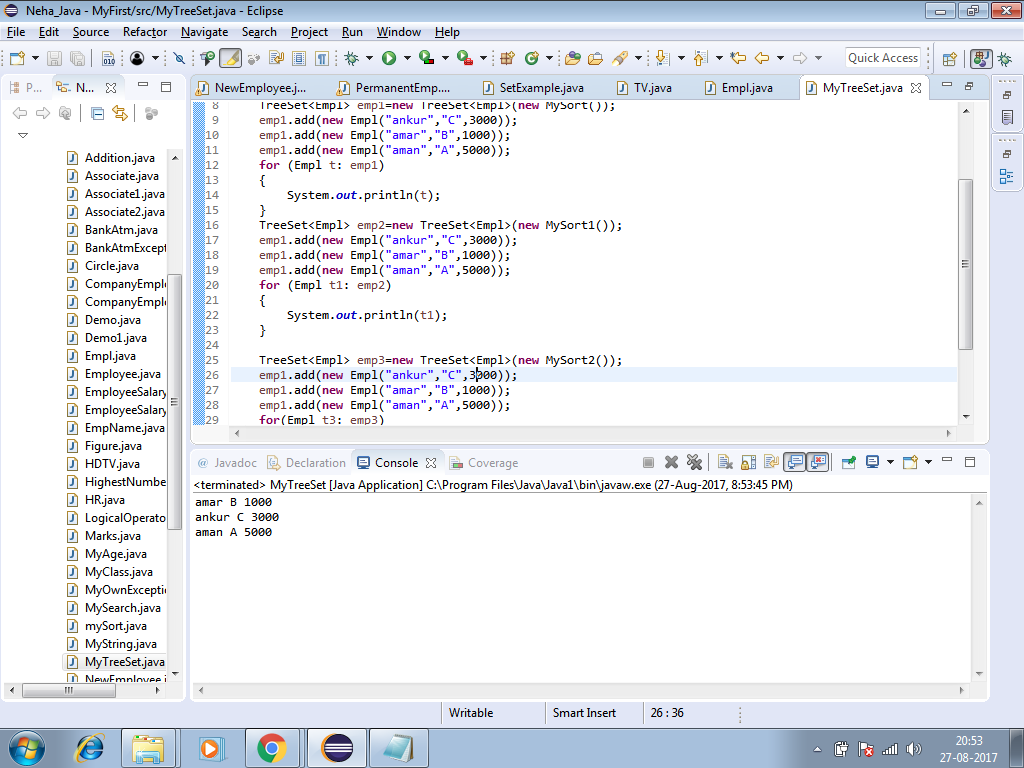 Neha_Java - MyFirst/src/MyTreeSet.java - Eclipse
File Edit Source Refactor Navigate Search Project Run Window Help
Quick Access
P... N...
NewEmployee.j... PermanentEmp.... SetExample.java TV.java Empl.java MyTreeSet.java
Addition.java
Associate.java
Associate1.java
Associate2.java
BankAtm.java
BankAtmExcept
Circle.java
CompanyEmplo
CompanyEmplo
Demo.java
Demo1.java
Empl.java
Employee.java
EmployeeSalary
EmployeeSalary
EmpName.java
Figure.java
HDTV.java
HighestNumbe
HR.java
LogicalOperato
Marks.java
MyAge.java
MyClass.java
MyOwnExceptio
MySearch.java
mySort.java
MyString.java
MyTreeSet.java
NewEmployee.j
8 TreeSet<Empl> emp1=new TreeSet<Empl>(new MySort());
9 emp1.add(new Empl("ankur","C",3000));
10 emp1.add(new Empl("amar","B",1000));
11 emp1.add(new Empl("aman","A",5000));
12 for (Empl t: emp1)
13 {
14 System.out.println(t);
15 }
16 TreeSet<Empl> emp2=new TreeSet<Empl>(new MySort1());
17 emp1.add(new Empl("ankur","C",3000));
18 emp1.add(new Empl("amar","B",1000));
19 emp1.add(new Empl("aman","A",5000));
20 for (Empl t1: emp2)
21 {
22 System.out.println(t1);
23 }
24
25 TreeSet<Empl> emp3=new TreeSet<Empl>(new MySort2());
26 emp1.add(new Empl("ankur","C",3000));
27 emp1.add(new Empl("amar","B",1000));
28 emp1.add(new Empl("aman","A",5000));
29 for(Empl t3: emp3)
@ Javadoc Declaration Console Coverage
<terminated> MyTreeSet [Java Application] C:\Program Files\Java\Java1\bin\javaw.exe (27-Aug-2017, 8:53:45 PM)
amar B 1000
ankur C 3000
aman A 5000
Writable Smart Insert 26 : 36
20:53
27-08-2017